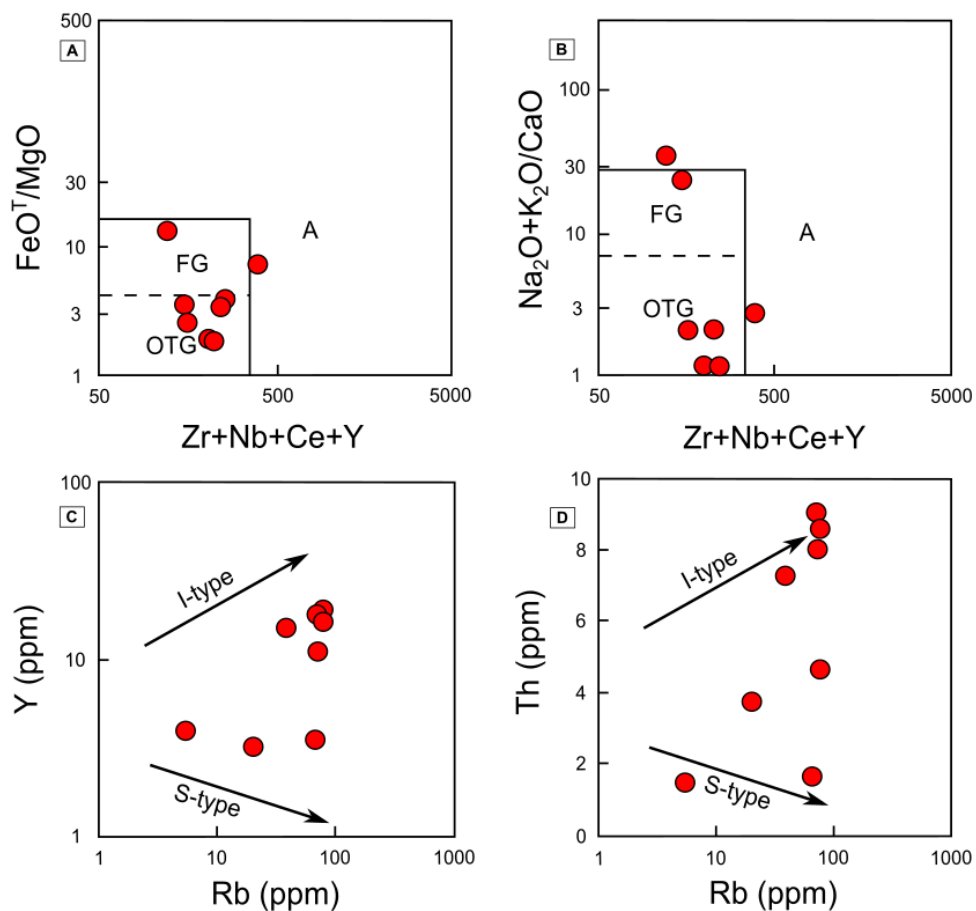 A
FeO^T/MgO
500
30
10
3
1
FG
OTG
A
50
500
5000
Zr+Nb+Ce+Y
B
Na₂O+K₂O/CaO
100
30
10
3
1
FG
OTG
A
50
500
5000
Zr+Nb+Ce+Y
C
Y (ppm)
100
10
1
I-type
S-type
1
10
100
1000
Rb (ppm)
D
Th (ppm)
10
8
6
4
2
0
I-type
S-type
1
10
100
1000
Rb (ppm)